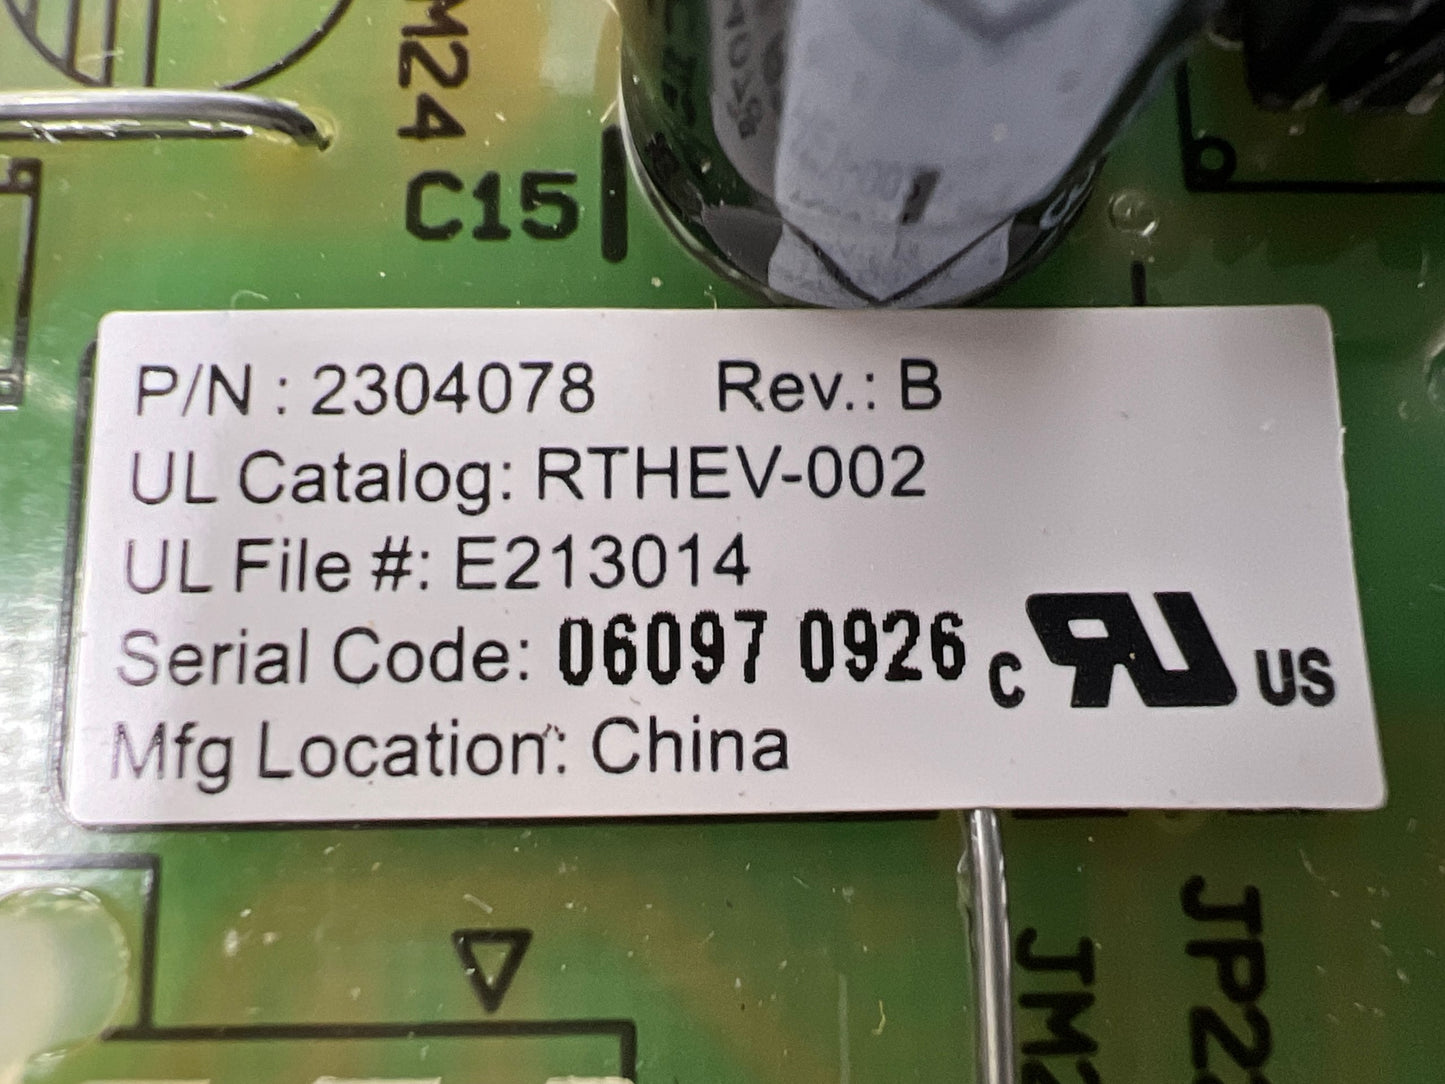 M24
C15
P/N : 2304078 Rev.: B
UL Catalog: RTHEV-002
UL File #: E213014
Serial Code: 06097 0926 c RU US
Mfg Location: China